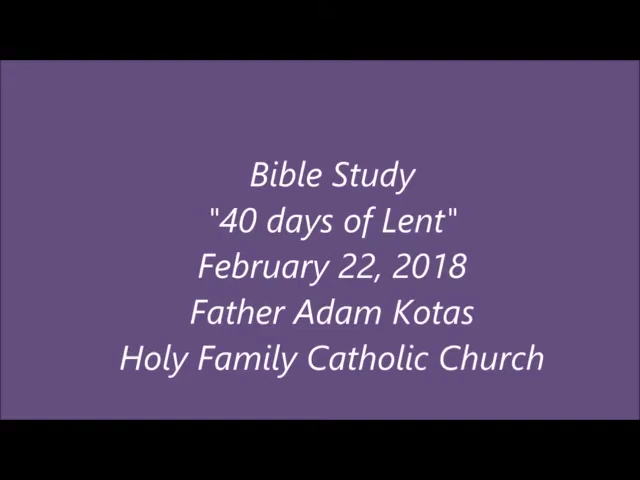 Bible Study
"40 days of Lent"
February 22, 2018
Father Adam Kotas
Holy Family Catholic Church